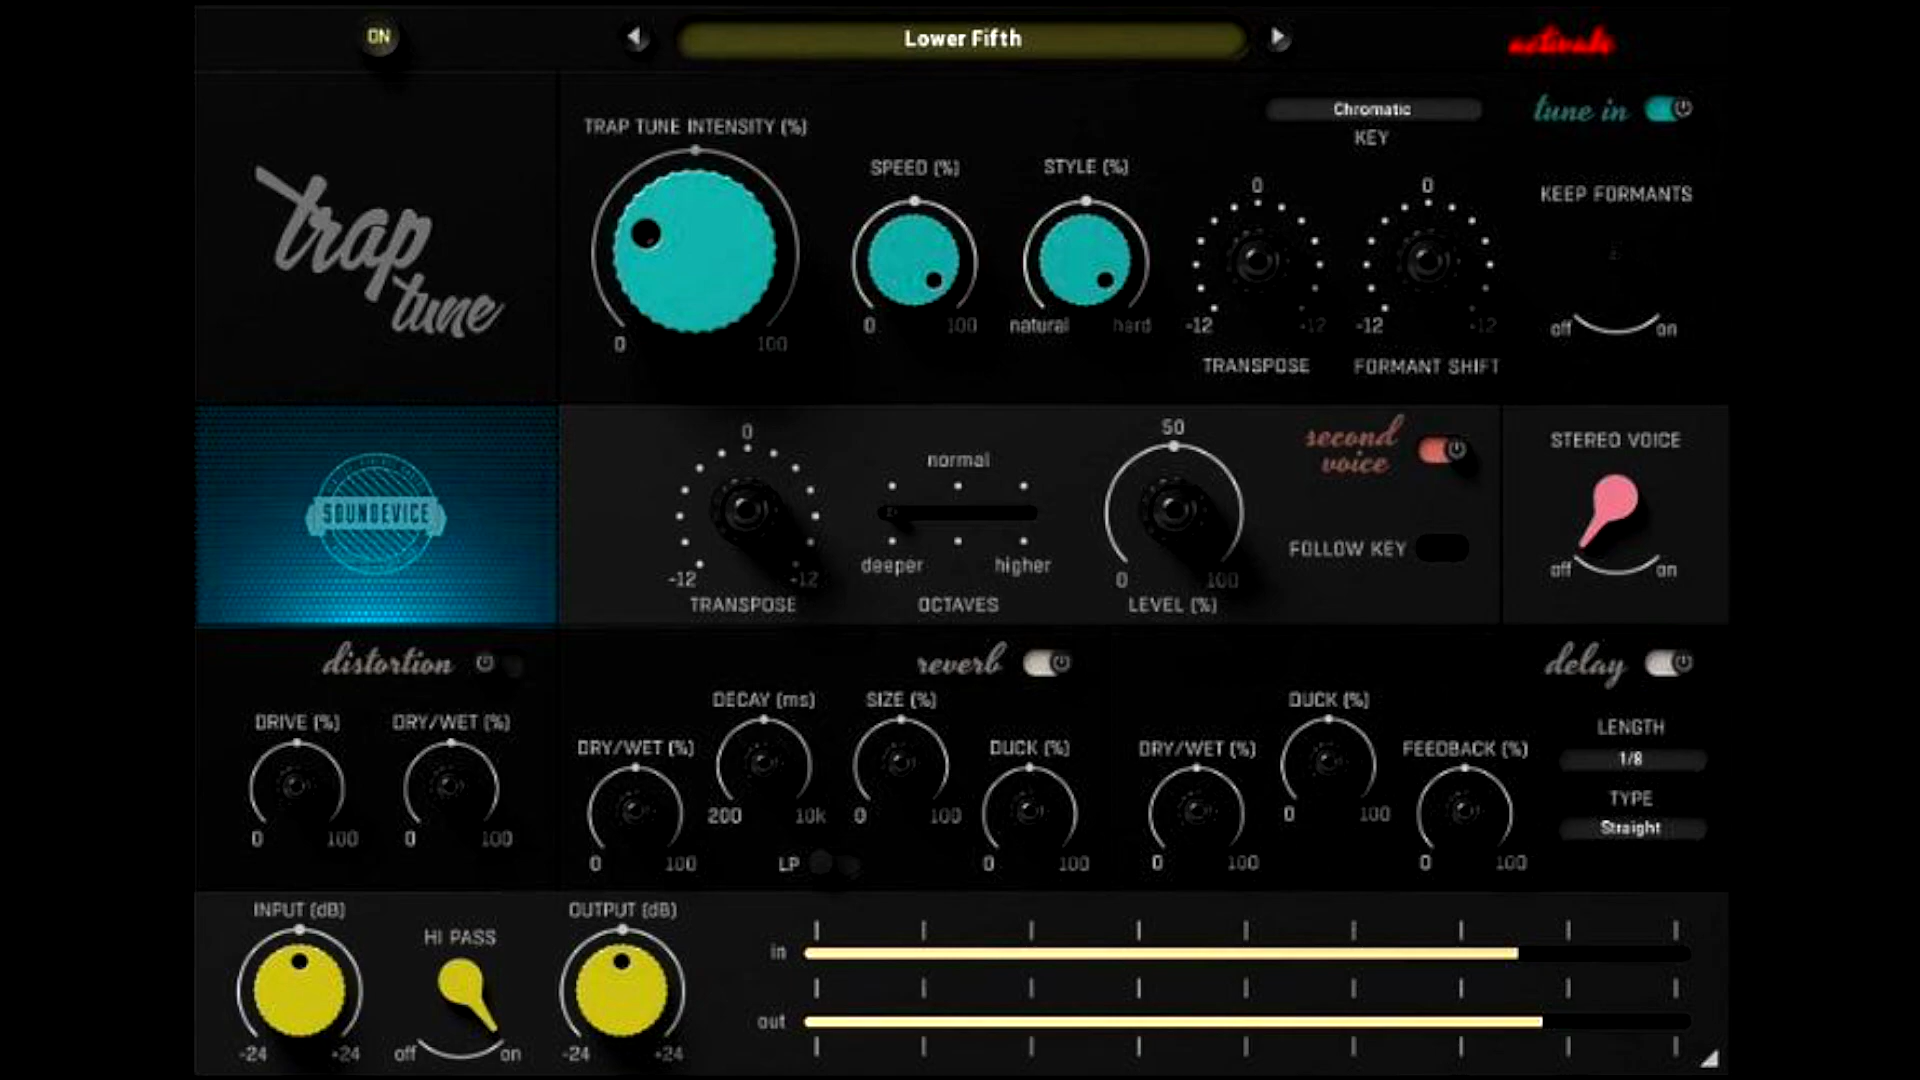 ON
Lower Fifth
activate
trap
tune
TRAP TUNE INTENSITY (%)
0
100
SPEED (%)
0
100
STYLE (%)
natural
hard
Chromatic
KEY
0
-12
+12
TRANSPOSE
0
-12
+12
FORMANT SHIFT
tune in
KEEP FORMANTS
off
on
SOUNDEVICE
0
-12
+12
TRANSPOSE
normal
deeper
higher
OCTAVES
50
0
100
LEVEL (%)
second
voice
FOLLOW KEY
STEREO VOICE
off
on
distortion
DRIVE (%)
0
100
DRY/WET (%)
0
100
reverb
DRY/WET (%)
0
100
DECAY (ms)
200
10k
LP
SIZE (%)
0
100
DUCK (%)
0
100
delay
DRY/WET (%)
0
100
DUCK (%)
0
100
FEEDBACK (%)
0
100
LENGTH
1/8
TYPE
Straight
INPUT (dB)
-24
+24
HI PASS
off
on
OUTPUT (dB)
-24
+24
in
out